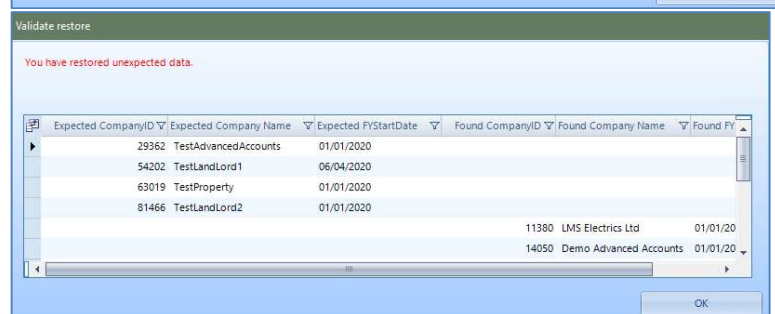 Validate restore
You have restored unexpected data.
Expected CompanyID Expected Company Name Expected FYStartDate Found CompanyID Found Company Name Found FY
29362 TestAdvancedAccounts 01/01/2020
54202 TestLandLord1 06/04/2020
63019 TestProperty 01/01/2020
81466 TestLandLord2 01/01/2020
11380 LMS Electrics Ltd 01/01/20
14050 Demo Advanced Accounts 01/01/20
OK